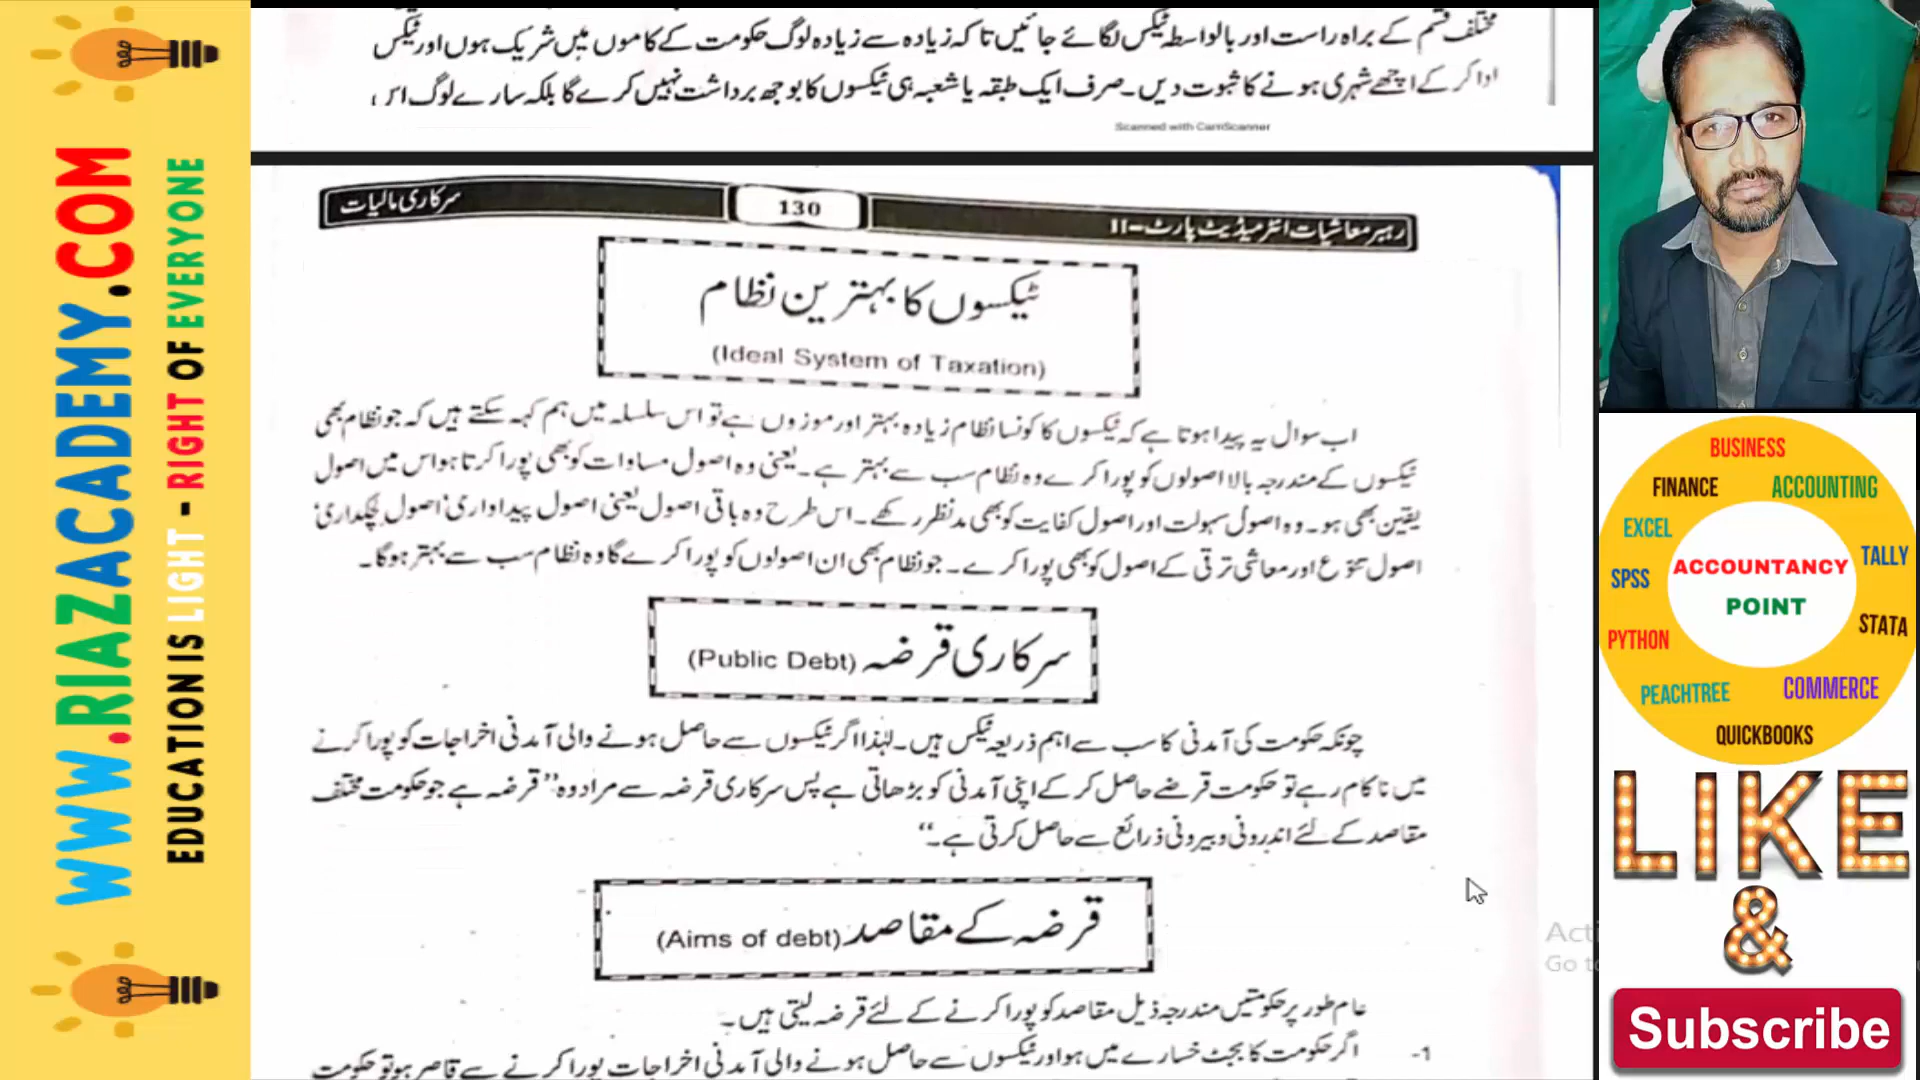 WWW.RIAZACADEMY.COM
EDUCATION IS LIGHT - RIGHT OF EVERYONE
مختلف قسم کے براہ راست اور بالواسطہ ٹیکس لگائے جائیں تاکہ زیادہ سے زیادہ لوگ حکومت کے کاموں میں شریک ہوں اور ٹیکس
ادا کر کے اچھے شہری ہونے کا ثبوت دیں۔ صرف ایک طبقہ یا شعبہ ہی ٹیکسوں کا بوجھ برداشت نہیں کرے گا بلکہ سارے لوگ اس
Scanned with CamScanner
رہبر معاشیات انٹرمیڈیٹ پارٹ-II
130
سرکاری مالیات
ٹیکسوں کا بہترین نظام
(Ideal System of Taxation)
اب سوال یہ پیدا ہوتا ہے کہ ٹیکسوں کا کونسا نظام زیادہ بہتر اور موزوں ہے تو اس سلسلہ میں ہم کہہ سکتے ہیں کہ جو نظام بھی
ٹیکسوں کے مندرجہ بالا اصولوں کو پورا کرے وہ نظام سب سے بہتر ہے۔ یعنی وہ اصول مساوات کو بھی پورا کرتا ہو اس میں اصول
یقین بھی ہو۔ وہ اصول سہولت اور اصول کفایت کو بھی مدنظر رکھے۔ اس طرح وہ باقی اصول یعنی اصول پیداواری' اصول لچکداری'
اصول تنوع اور معاشی ترقی کے اصول کو بھی پورا کرے۔ جو نظام بھی ان اصولوں کو پورا کرے گا وہ نظام سب سے بہتر ہوگا۔
سرکاری قرضہ (Public Debt)
چونکہ حکومت کی آمدنی کا سب سے اہم ذریعہ ٹیکس ہیں۔ لہٰذا اگر ٹیکسوں سے حاصل ہونے والی آمدنی اخراجات کو پورا کرنے
میں ناکام رہے تو حکومت قرضے حاصل کر کے اپنی آمدنی کو بڑھاتی ہے پس سرکاری قرضہ سے مراد وہ ’’قرضہ ہے جو حکومت مختلف
مقاصد کے لئے اندرونی و بیرونی ذرائع سے حاصل کرتی ہے۔‘‘
قرضہ کے مقاصد (Aims of debt)
عام طور پر حکومتیں مندرجہ ذیل مقاصد کو پورا کرنے کے لئے قرضہ لیتی ہیں۔
1- اگر حکومت کا بجٹ خسارے میں ہو اور ٹیکسوں سے حاصل ہونے والی آمدنی اخراجات پورا کرنے سے قاصر ہو تو حکومت
BUSINESS
FINANCE
ACCOUNTING
EXCEL
TALLY
SPSS
ACCOUNTANCY
POINT
STATA
PYTHON
PEACHTREE
COMMERCE
QUICKBOOKS
LIKE
&
Subscribe